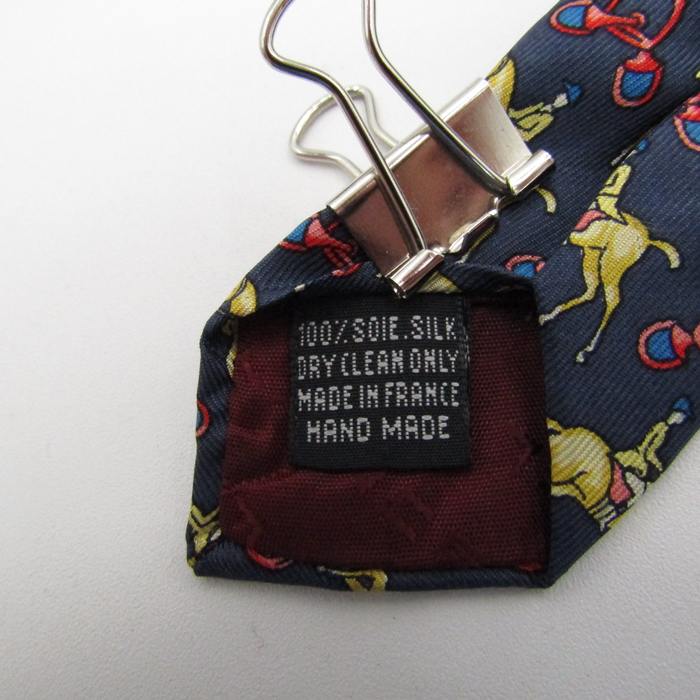 100% SOIE. SILK
DRY CLEAN ONLY
MADE IN FRANCE
HAND MADE